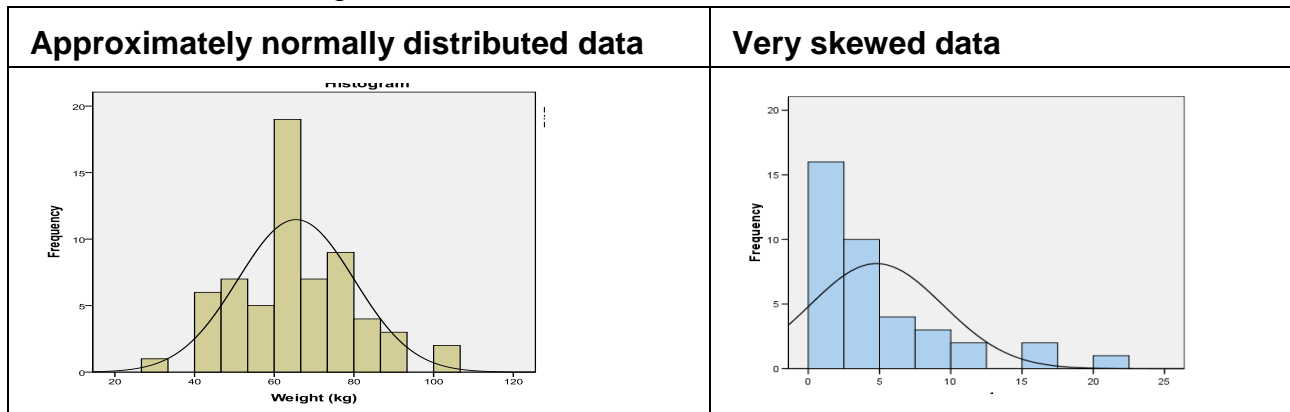 Approximately normally distributed data
Very skewed data
Histogram
20
15
10
5
0
Frequency
20 40 60 80 100 120
Weight (kg)
20
15
10
5
0
Frequency
0 5 10 15 20 25